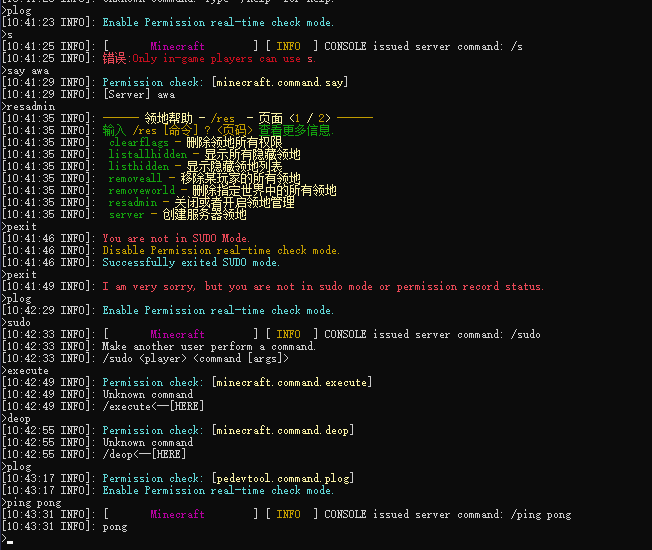 >plog
[10:41:23 INFO]: Enable Permission real-time check mode.
>s
[10:41:25 INFO]: [      Minecraft       ] [ INFO  ] CONSOLE issued server command: /s
[10:41:25 INFO]: 错误:Only in-game players can use s.
>say awa
[10:41:29 INFO]: Permission check: [minecraft.command.say]
[10:41:29 INFO]: [Server] awa
>resadmin
[10:41:35 INFO]: ------ 领地帮助 - /res  - 页面 <1 / 2> ------
[10:41:35 INFO]: 输入 /res [命令] ? <页码> 查看更多信息.
[10:41:35 INFO]:  clearflags - 删除领地所有权限
[10:41:35 INFO]:  listallhidden - 显示所有隐藏领地
[10:41:35 INFO]:  listhidden - 显示隐藏领地列表
[10:41:35 INFO]:  removeall - 移除某玩家的所有领地.
[10:41:35 INFO]:  removeworld - 删除指定世界中的所有领地
[10:41:35 INFO]:  resadmin - 关闭或者开启领地管理
[10:41:35 INFO]:  server - 创建服务器领地
>pexit
[10:41:46 INFO]: You are not in SUDO Mode.
[10:41:46 INFO]: Disable Permission real-time check mode.
[10:41:46 INFO]: Successfully exited SUDO mode.
>pexit
[10:41:49 INFO]: I am very sorry, but you are not in sudo mode or permission record status.
>plog
[10:42:29 INFO]: Enable Permission real-time check mode.
>sudo
[10:42:33 INFO]: [      Minecraft       ] [ INFO  ] CONSOLE issued server command: /sudo
[10:42:33 INFO]: Make another user perform a command.
[10:42:33 INFO]: /sudo <player> <command [args]>
>execute
[10:42:49 INFO]: Permission check: [minecraft.command.execute]
[10:42:49 INFO]: Unknown command
[10:42:49 INFO]: /execute<--[HERE]
>deop
[10:42:55 INFO]: Permission check: [minecraft.command.deop]
[10:42:55 INFO]: Unknown command
[10:42:55 INFO]: /deop<--[HERE]
>plog
[10:43:17 INFO]: Permission check: [pedevtool.command.plog]
[10:43:17 INFO]: Enable Permission real-time check mode.
>ping pong
[10:43:31 INFO]: [      Minecraft       ] [ INFO  ] CONSOLE issued server command: /ping pong
[10:43:31 INFO]: pong
>